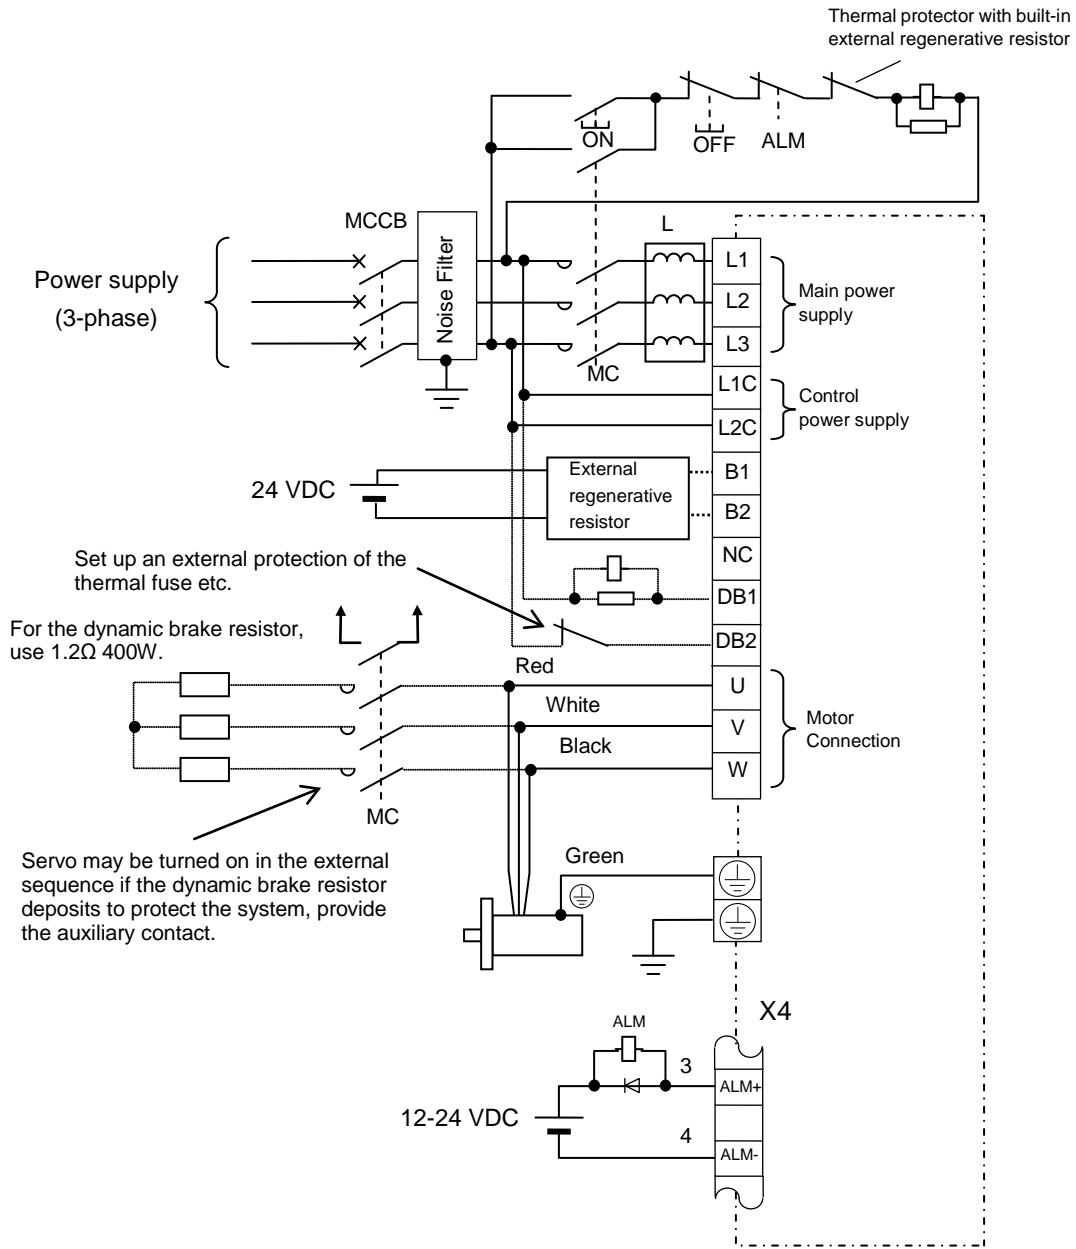 Thermal protector with built-in
external regenerative resistor
ON
OFF
ALM
MCCB
Noise Filter
L
Power supply
(3-phase)
L1
L2
L3
Main power
supply
MC
L1C
L2C
Control
power supply
24 VDC
External
regenerative
resistor
B1
B2
NC
Set up an external protection of the
thermal fuse etc.
DB1
DB2
For the dynamic brake resistor,
use 1.2Ω 400W.
Red
White
Black
U
V
W
Motor
Connection
MC
Servo may be turned on in the external
sequence if the dynamic brake resistor
deposits to protect the system, provide
the auxiliary contact.
Green
X4
ALM
3
ALM+
12-24 VDC
4
ALM-